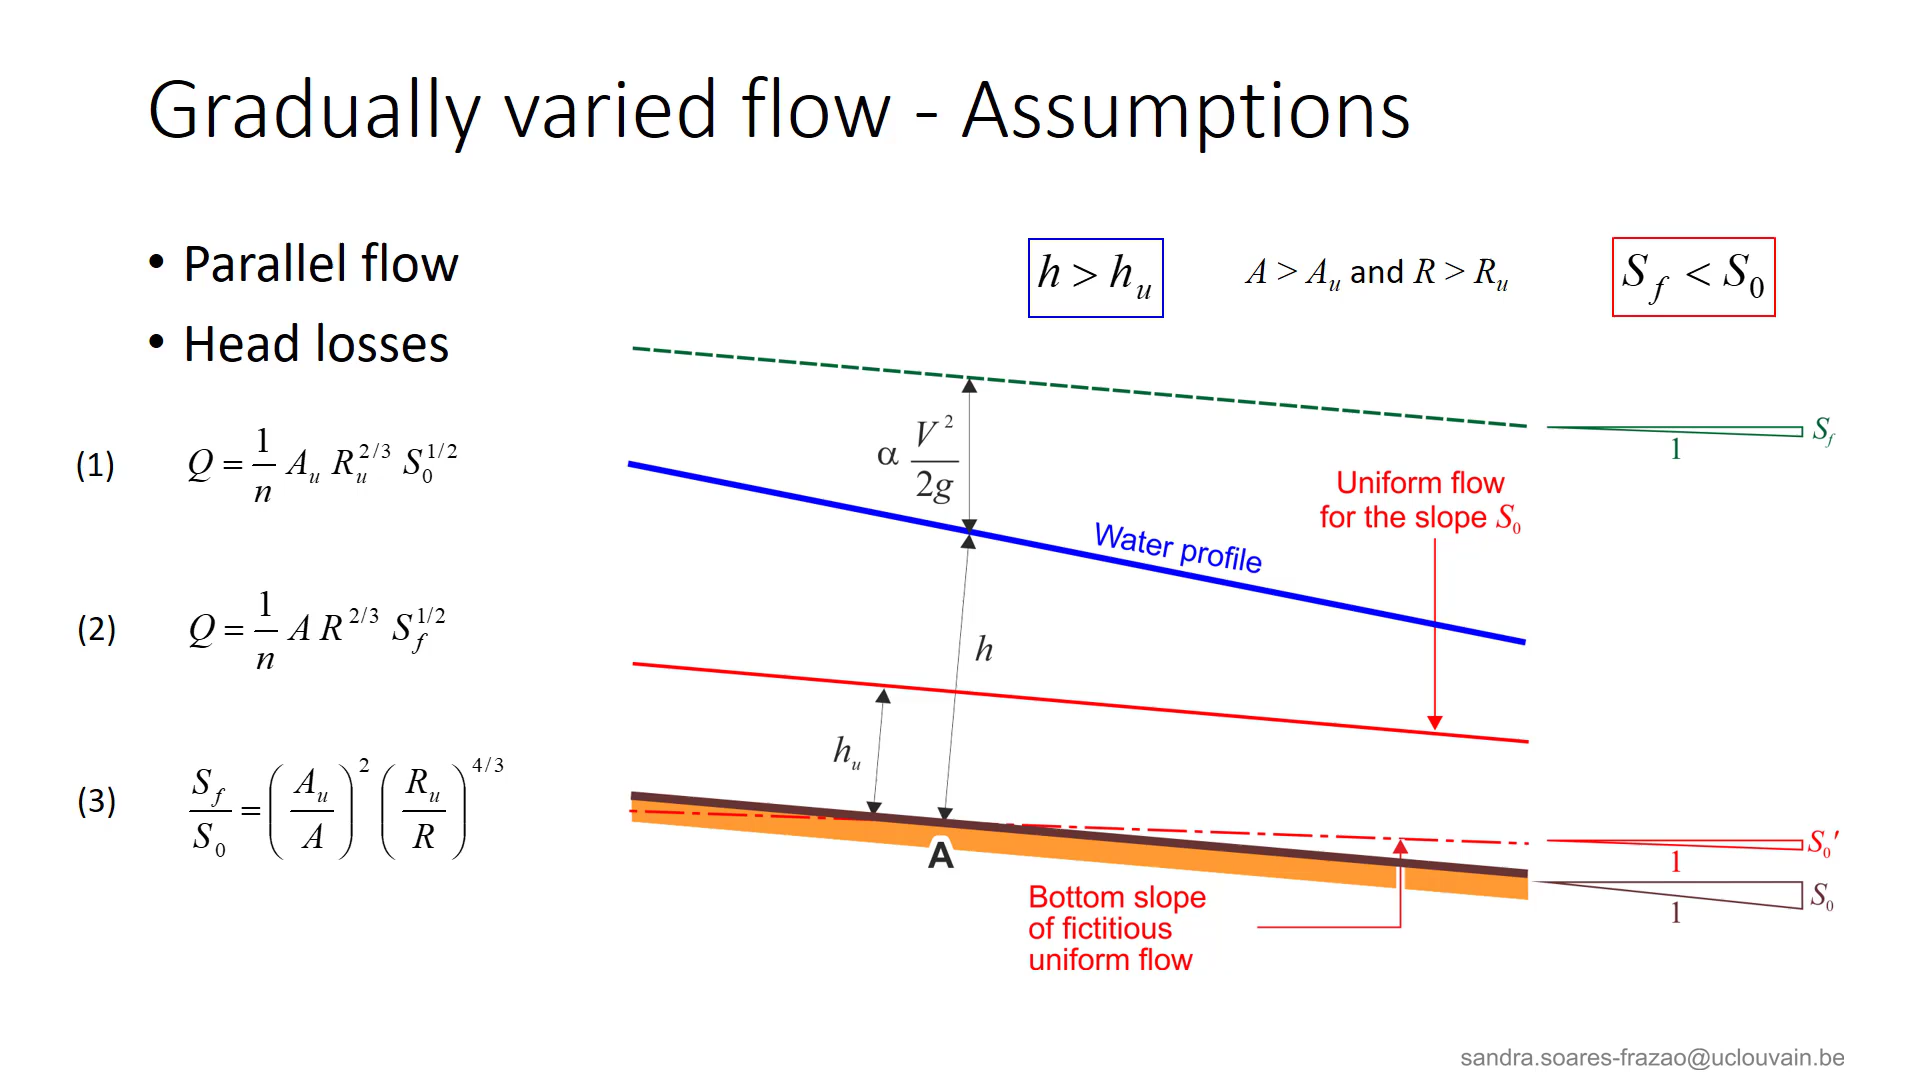 Gradually varied flow - Assumptions
• Parallel flow
• Head losses
h > h_u
A > A_u and R > R_u
S_f < S_0
(1) Q = 1/n A_u R_u^{2/3} S_0^{1/2}
(2) Q = 1/n A R^{2/3} S_f^{1/2}
(3) S_f/S_0 = (A_u/A)^2 (R_u/R)^{4/3}
α V^2/2g
S_f
1
Uniform flow
for the slope S_0
Water profile
h
h_u
A
S_0'
1
S_0
1
Bottom slope
of fictitious
uniform flow
sandra.soares-frazao@uclouvain.be